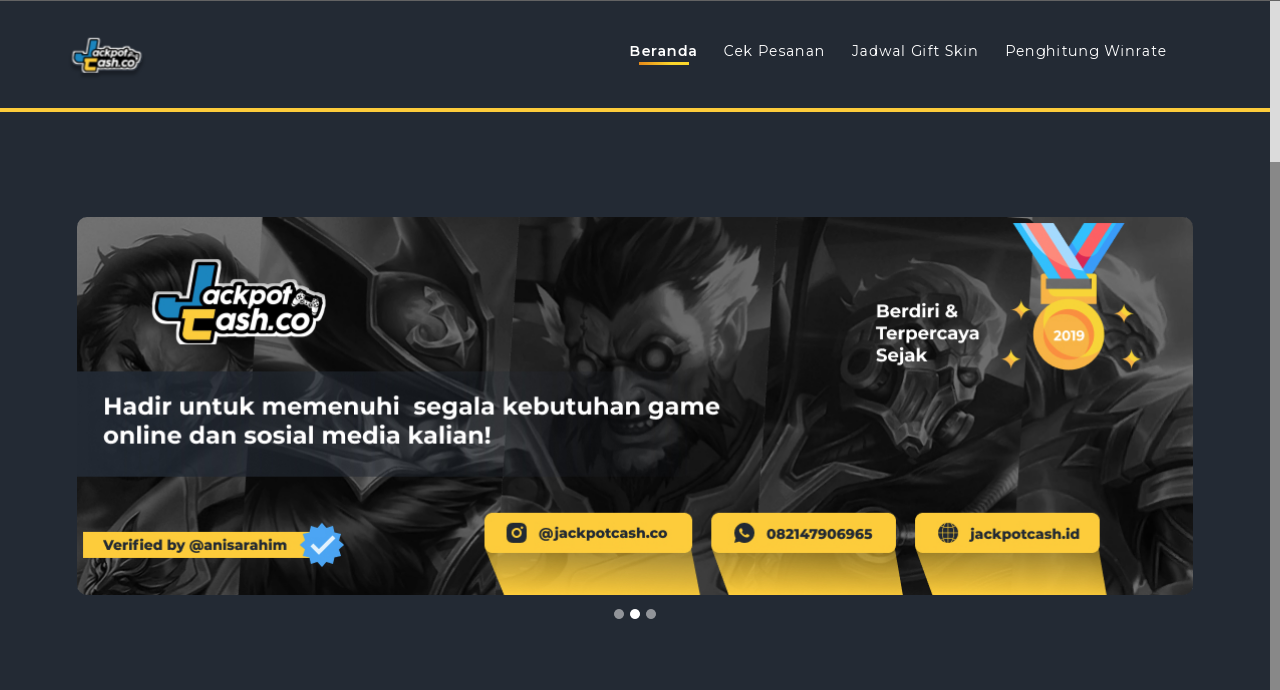 Jackpot
Cash.co
Beranda
Cek Pesanan
Jadwal Gift Skin
Penghitung Winrate
Jackpot
Cash.co
Berdiri &
Terpercaya
Sejak
2019
Hadir untuk memenuhi segala kebutuhan game
online dan sosial media kalian!
Verified by @anisarahim
@jackpotcash.co
082147906965
jackpotcash.id